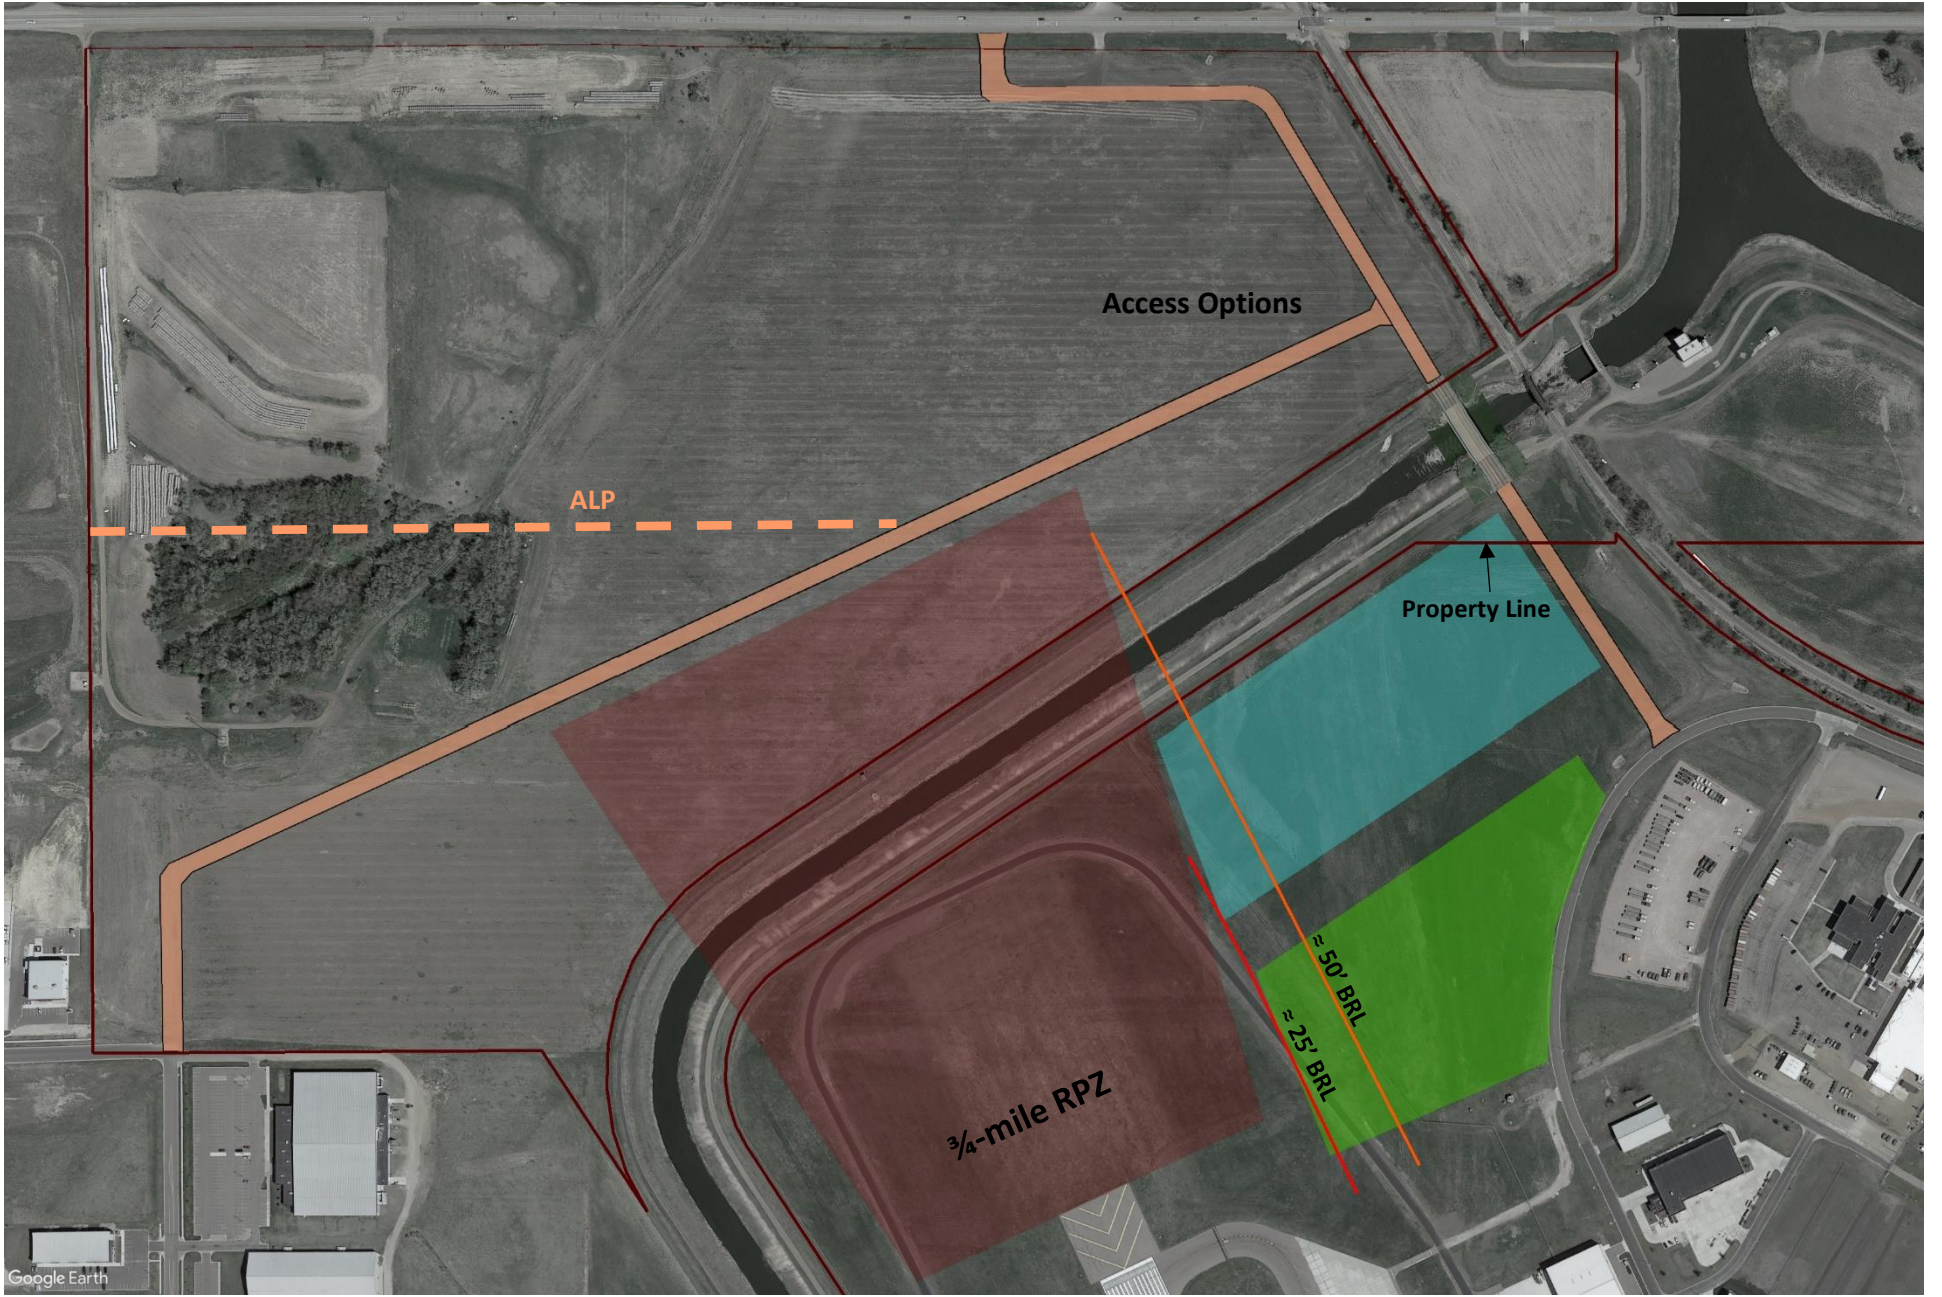 Access Options
ALP
Property Line
≈ 50’ BRL
≈ 25’ BRL
¾-mile RPZ
Google Earth